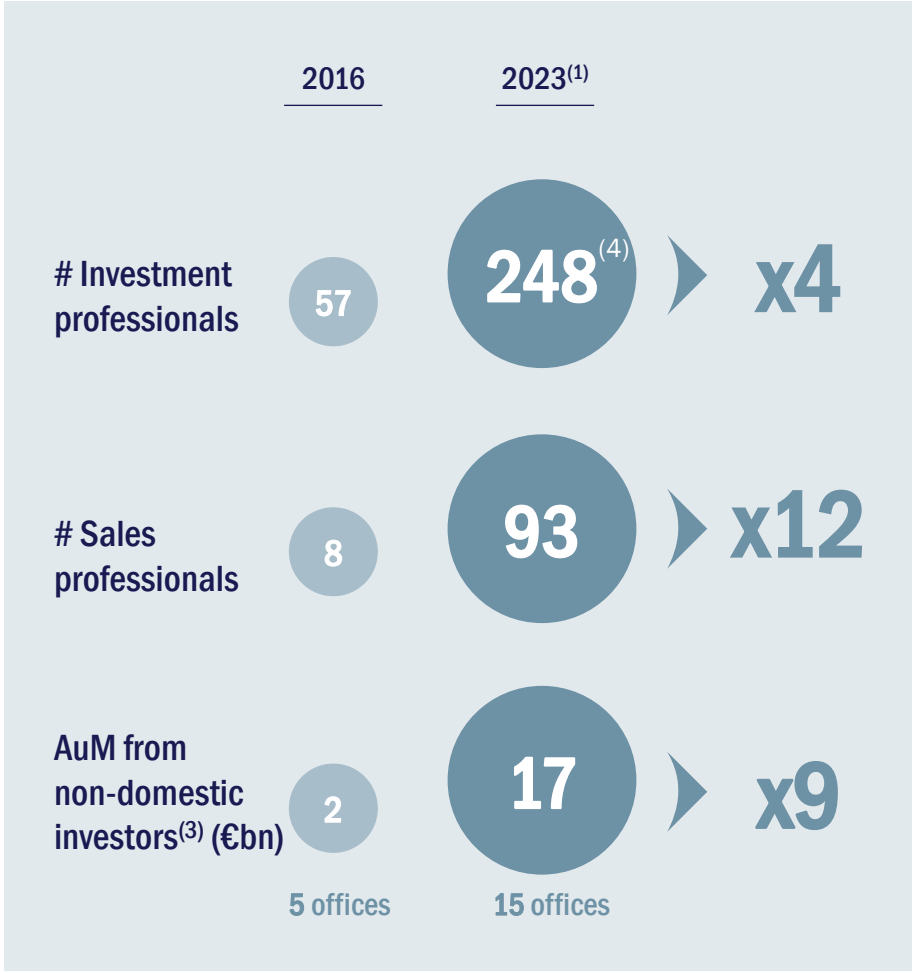 2016 2023(1)
# Investment
professionals
57 248(4) x4
# Sales
professionals
8 93 x12
AuM from
non-domestic
investors(3) (€bn)
2 17 x9
5 offices 15 offices